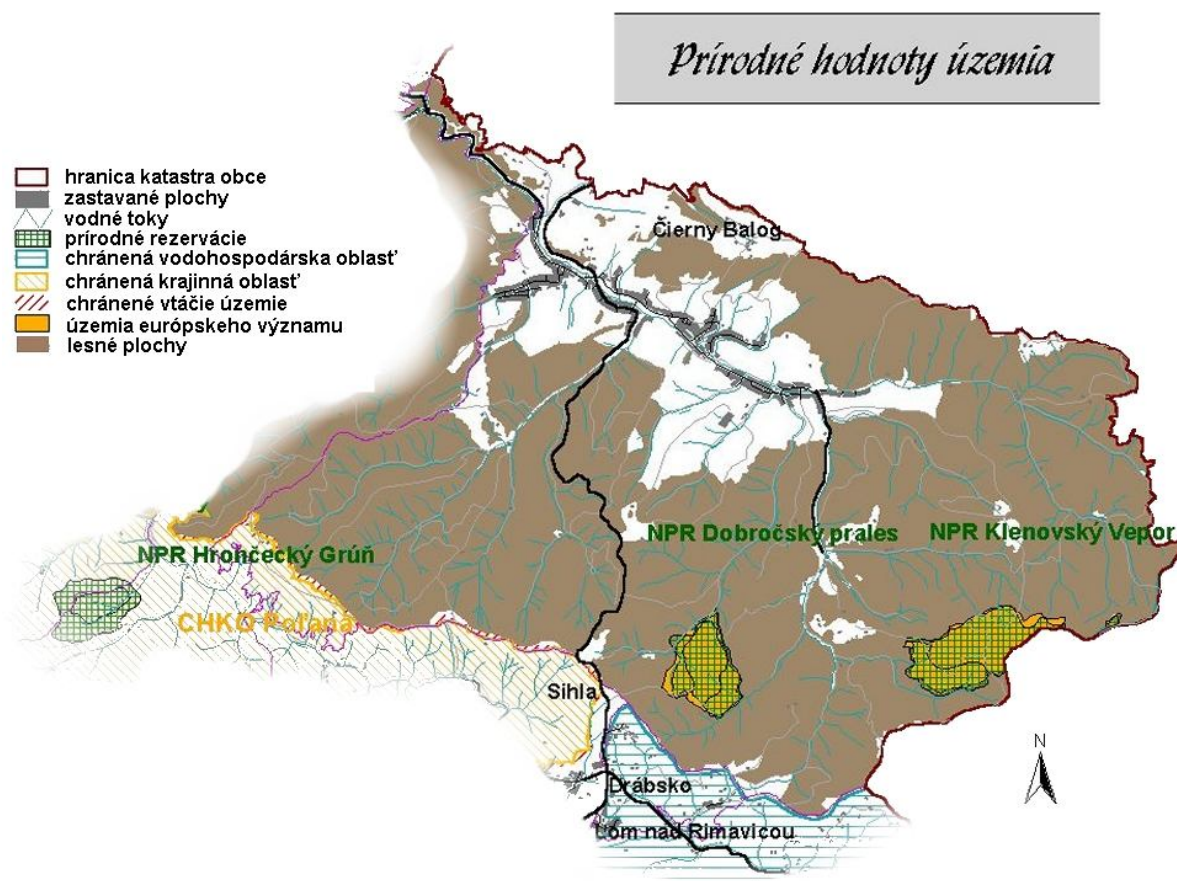 Prírodné hodnoty územia
hranica katastra obce
zastavané plochy
vodné toky
prírodné rezervácie
chránená vodohospodárska oblasť
chránená krajinná oblasť
chránené vtáčie územie
územia európskeho významu
lesné plochy
Čierny Balog
NPR Dobročský prales
NPR Klenovský Vepor
NPR Hrončecký Grúň
CHKO Poľana
Sihla
N
Drábsko
Lom nad Rimavicou